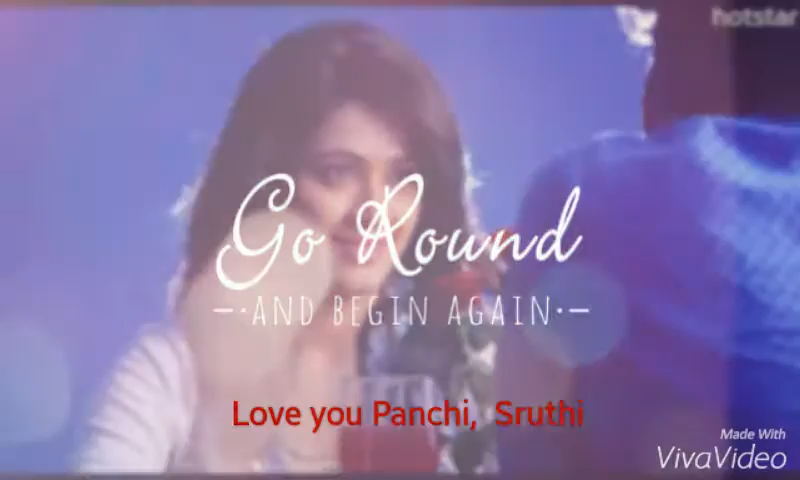 hotstar
Go Round
AND BEGIN AGAIN
Love you Panchi, Sruthi
Made With
VivaVideo